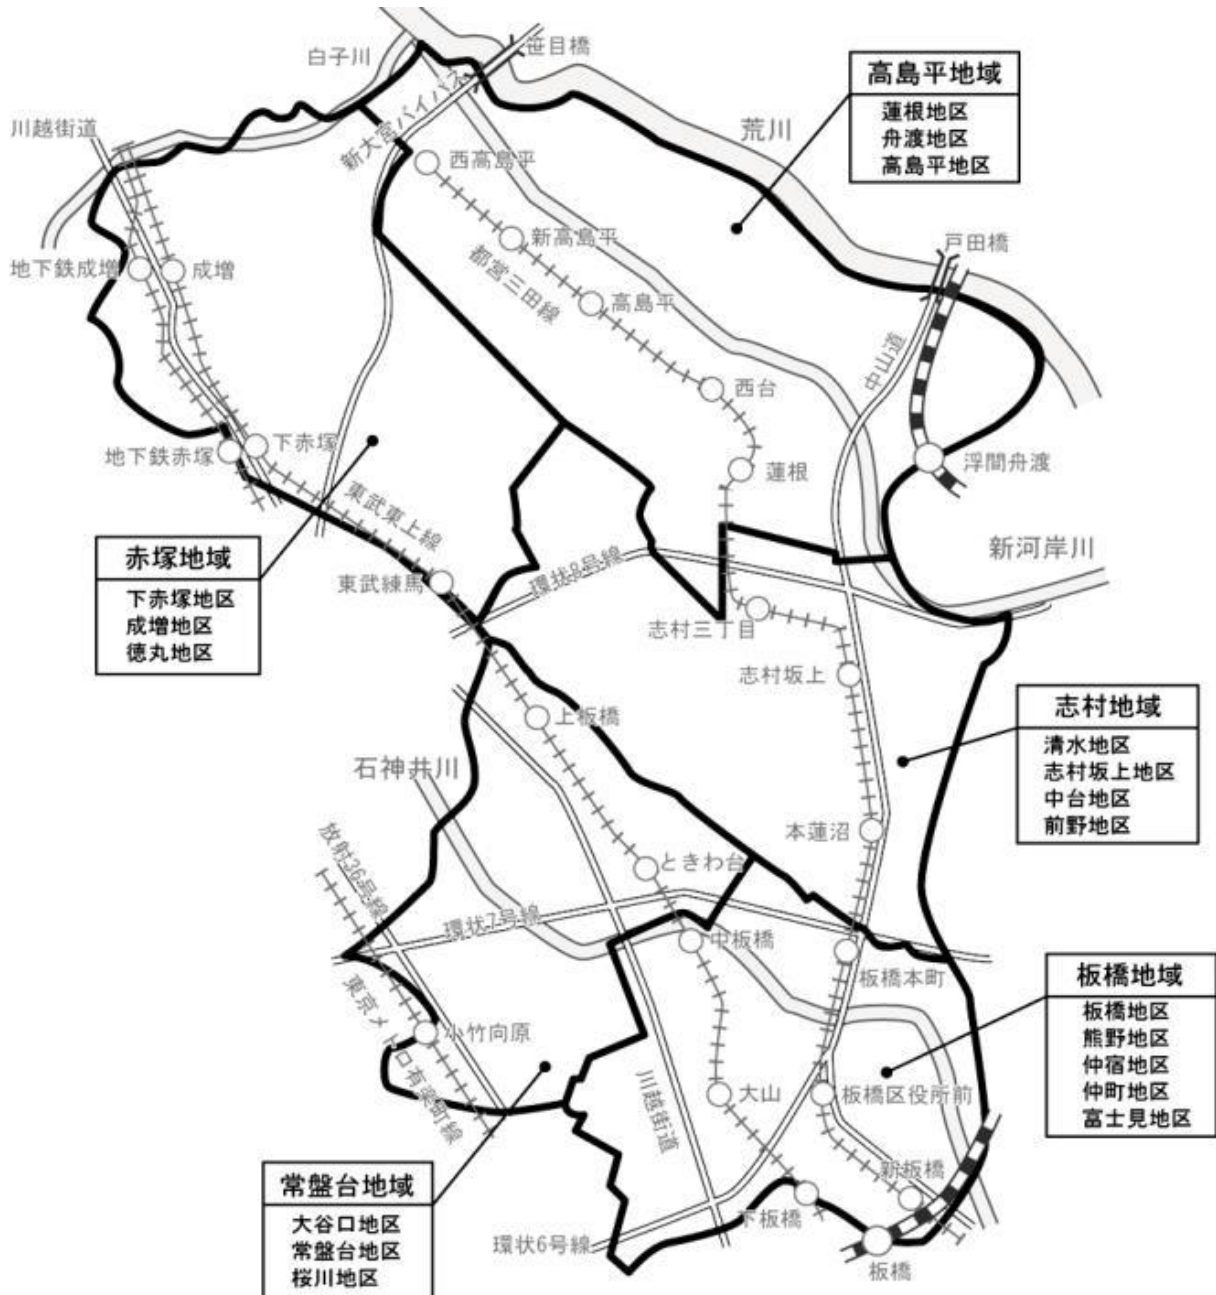 白子川
笹目橋
新大宮バイパス
川越街道
荒川
高島平地域
蓮根地区
舟渡地区
高島平地区
西高島平
新高島平
都営三田線
高島平
戸田橋
中山道
地下鉄成増
成増
西台
蓮根
浮間舟渡
新河岸川
地下鉄赤塚
下赤塚
東武東上線
東武練馬
赤塚地域
下赤塚地区
成増地区
徳丸地区
環状8号線
志村三丁目
志村坂上
上板橋
石神井川
志村地域
清水地区
志村坂上地区
中台地区
前野地区
本蓮沼
ときわ台
放射36号線
環状7号線
中板橋
板橋本町
東京メトロ有楽町線
小竹向原
板橋地域
板橋地区
熊野地区
仲宿地区
仲町地区
富士見地区
川越街道
大山
板橋区役所前
新板橋
下板橋
板橋
環状6号線
常盤台地域
大谷口地区
常盤台地区
桜川地区